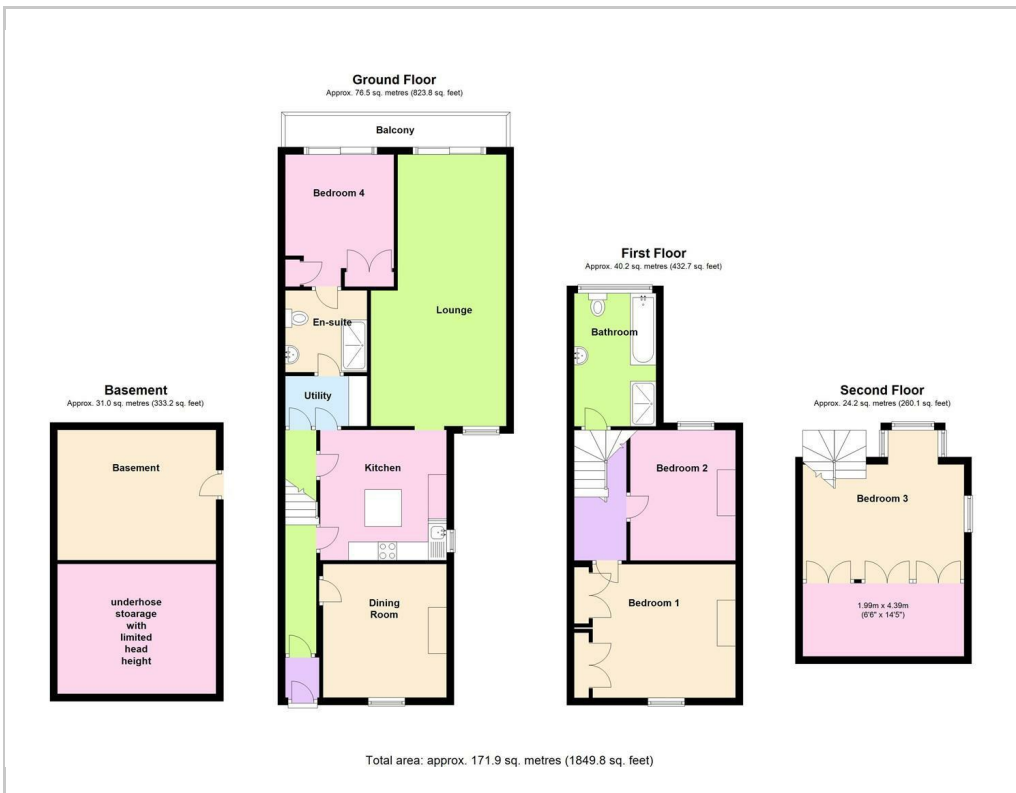 Ground Floor
Approx. 76.5 sq. metres (823.8 sq. feet)
Balcony
Bedroom 4
En-suite
Lounge
Utility
Kitchen
Dining
Room
First Floor
Approx. 40.2 sq. metres (432.7 sq. feet)
Bathroom
Bedroom 2
Bedroom 1
Basement
Approx. 31.0 sq. metres (333.2 sq. feet)
Basement
underhose
stoarage
with
limited
head
height
Second Floor
Approx. 24.2 sq. metres (260.1 sq. feet)
Bedroom 3
1.99m x 4.39m
(6'6" x 14'5")
Total area: approx. 171.9 sq. metres (1849.8 sq. feet)